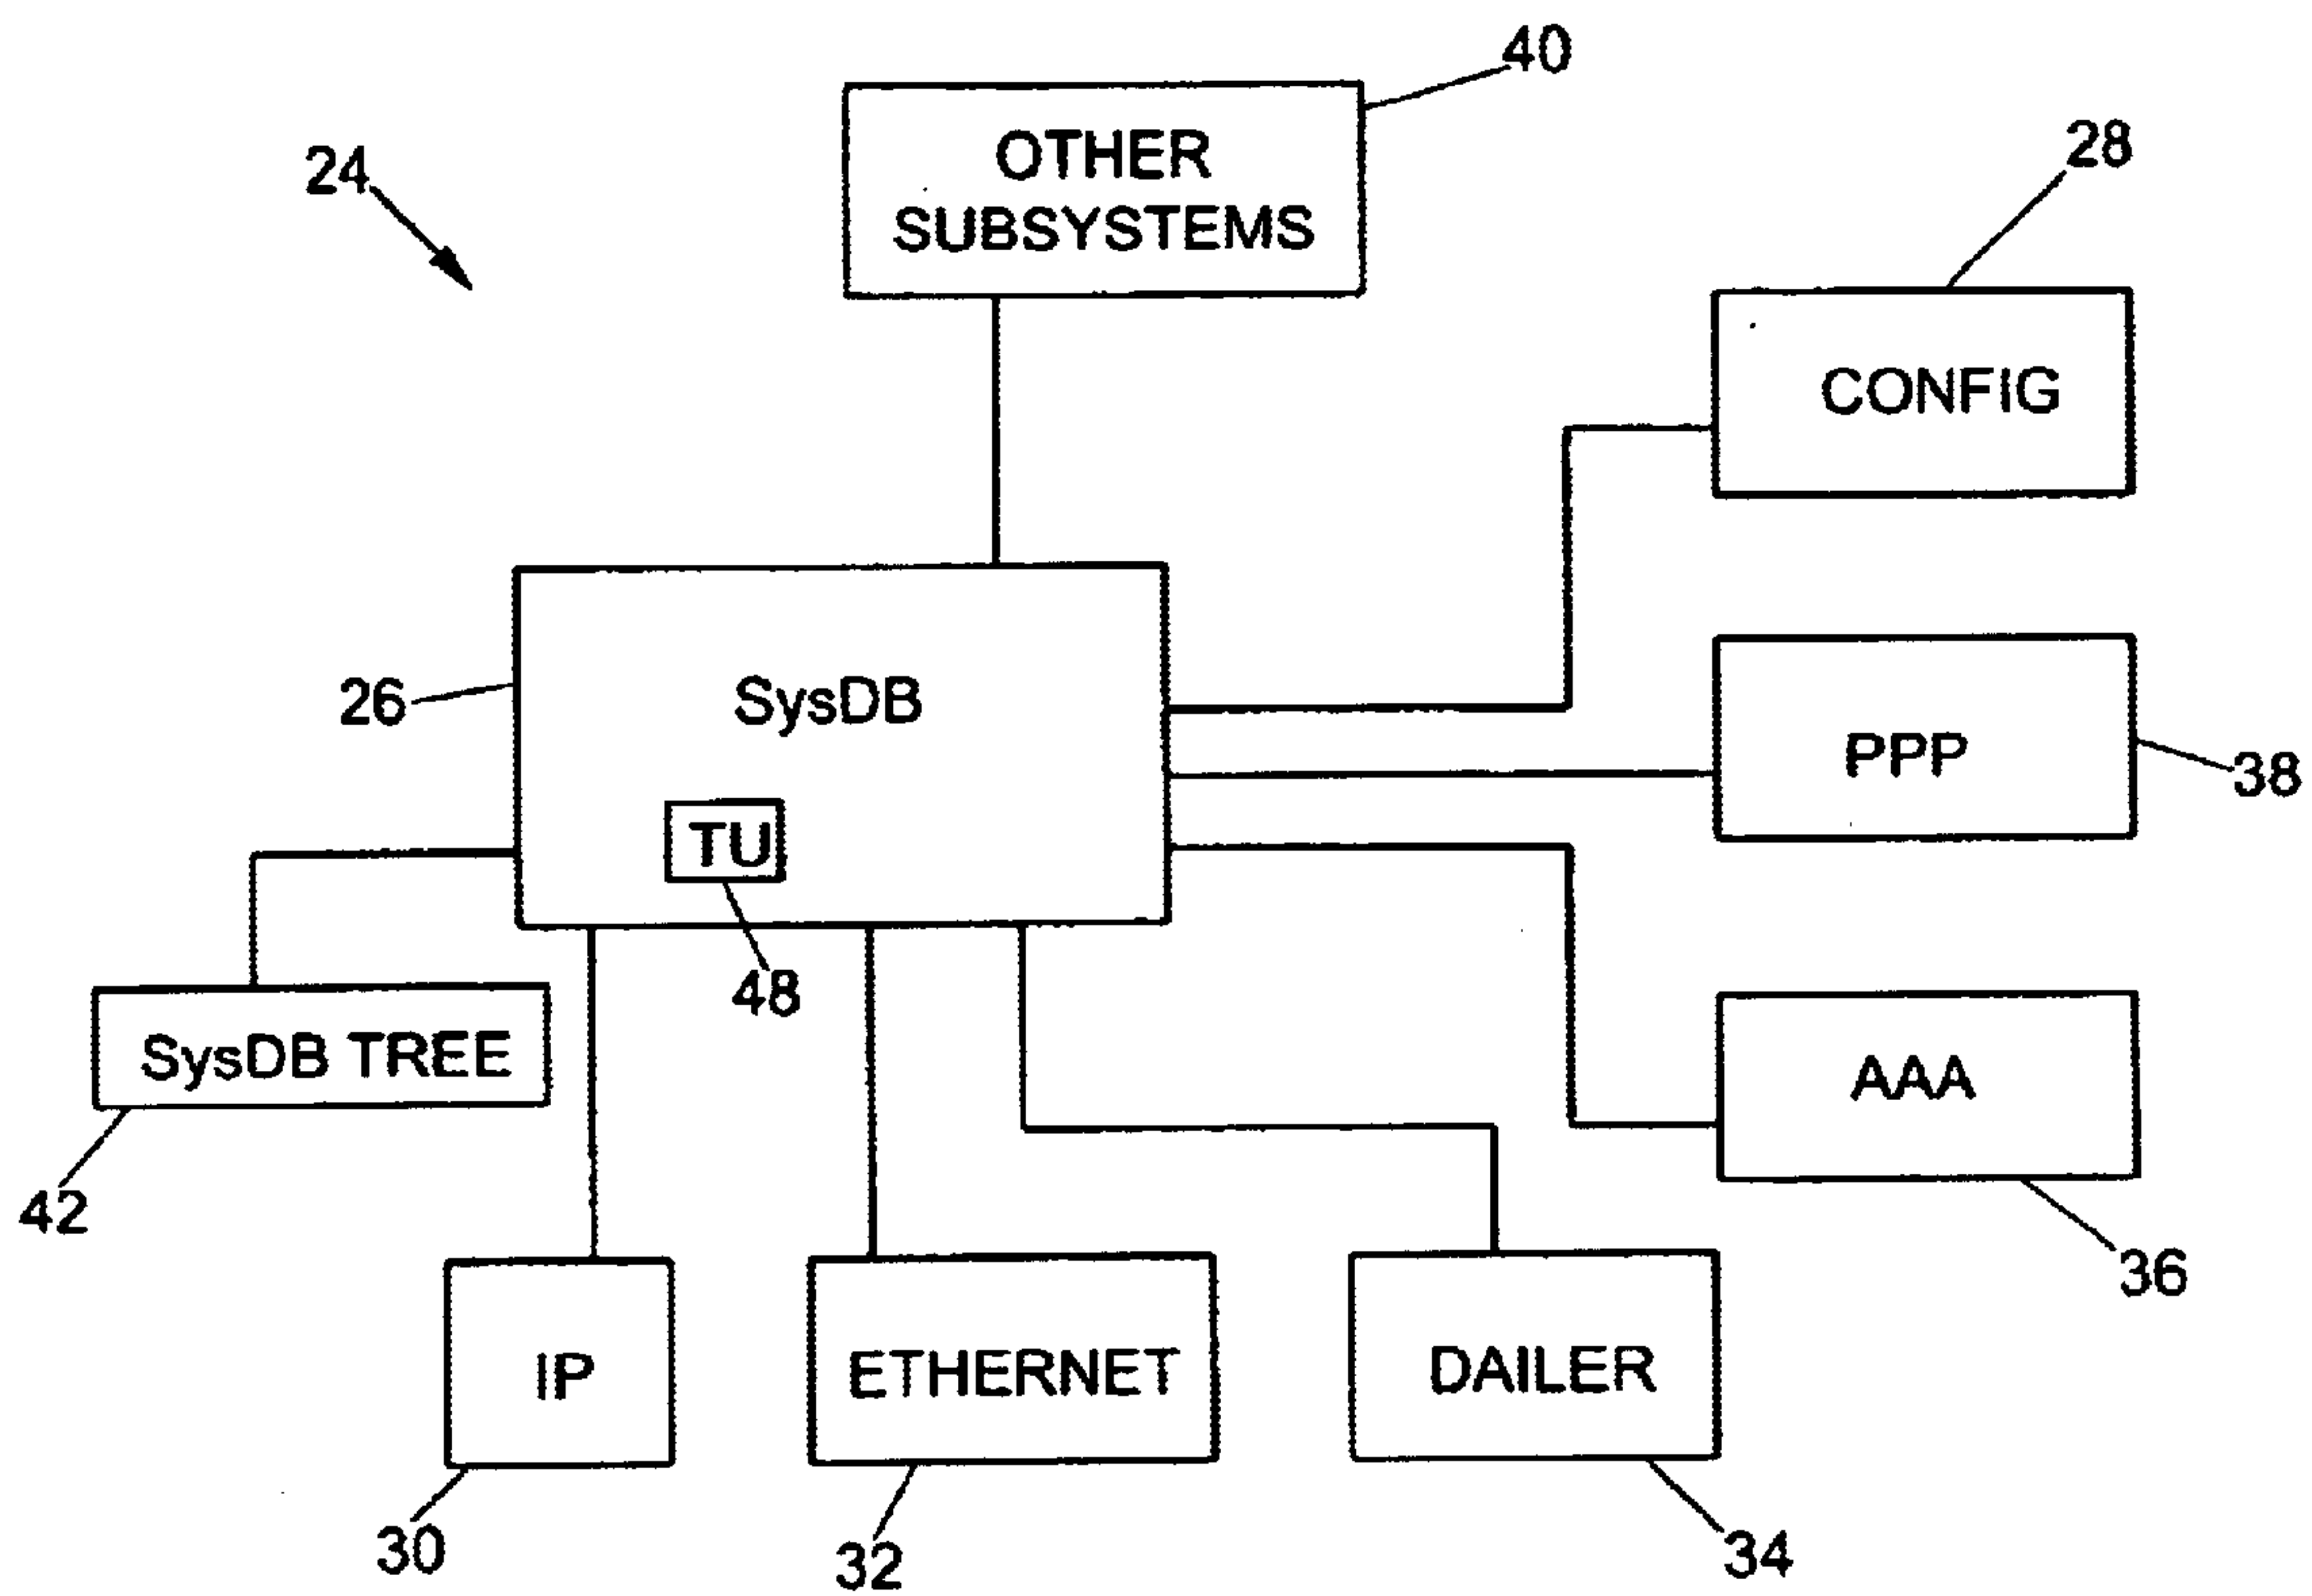 40
OTHER
SUBSYSTEMS
24
28
CONFIG
26
SysDB
PPP
38
TU
48
SysDB TREE
AAA
42
36
IP
ETHERNET
DAILER
30
32
34